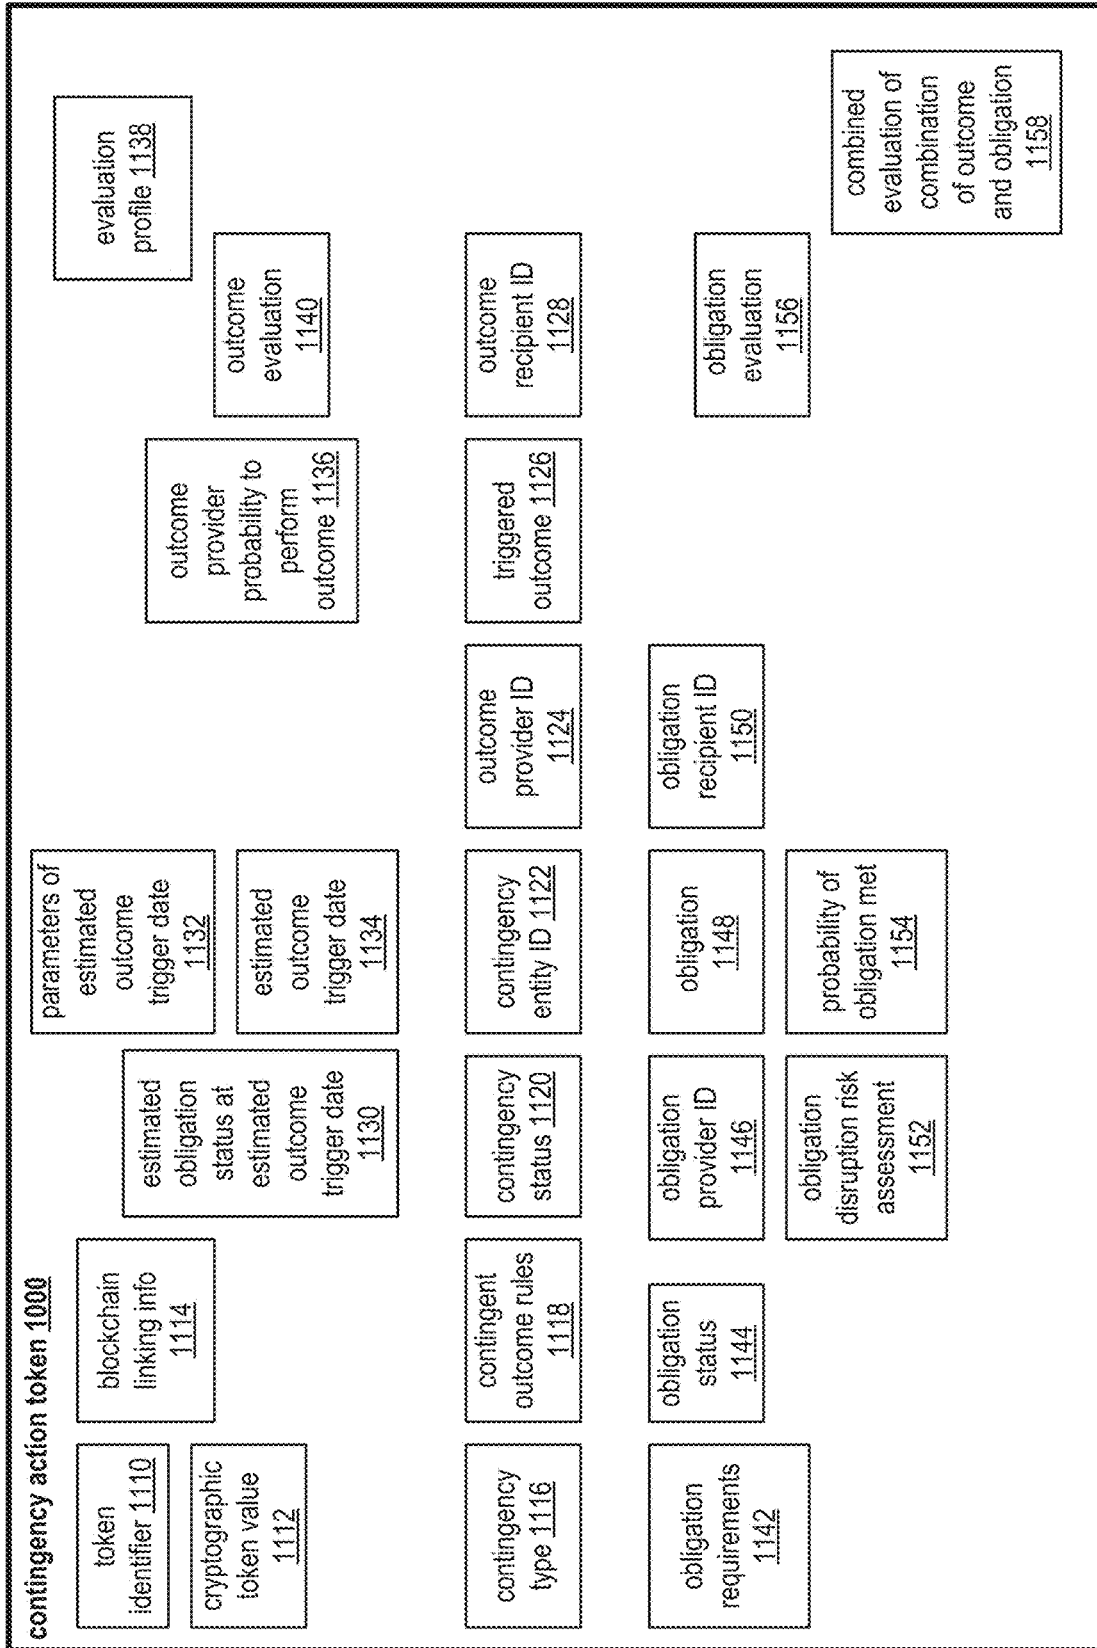 contingency action token 1000
token
identifier 1110
cryptographic
token value
1112
blockchain
linking info
1114
estimated
obligation
status at
estimated
outcome
trigger date
1130
parameters of
estimated
outcome
trigger date
1132
estimated
outcome
trigger date
1134
outcome
provider
probability to
perform
outcome 1136
evaluation
profile 1138
outcome
evaluation
1140
contingency
type 1116
contingent
outcome rules
1118
contingency
status 1120
contingency
entity ID 1122
outcome
provider ID
1124
triggered
outcome 1126
outcome
recipient ID
1128
obligation
requirements
1142
obligation
status
1144
obligation
provider ID
1146
obligation
1148
obligation
recipient ID
1150
obligation
disruption risk
assessment
1152
probability of
obligation met
1154
obligation
evaluation
1156
combined
evaluation of
combination
of outcome
and obligation
1158